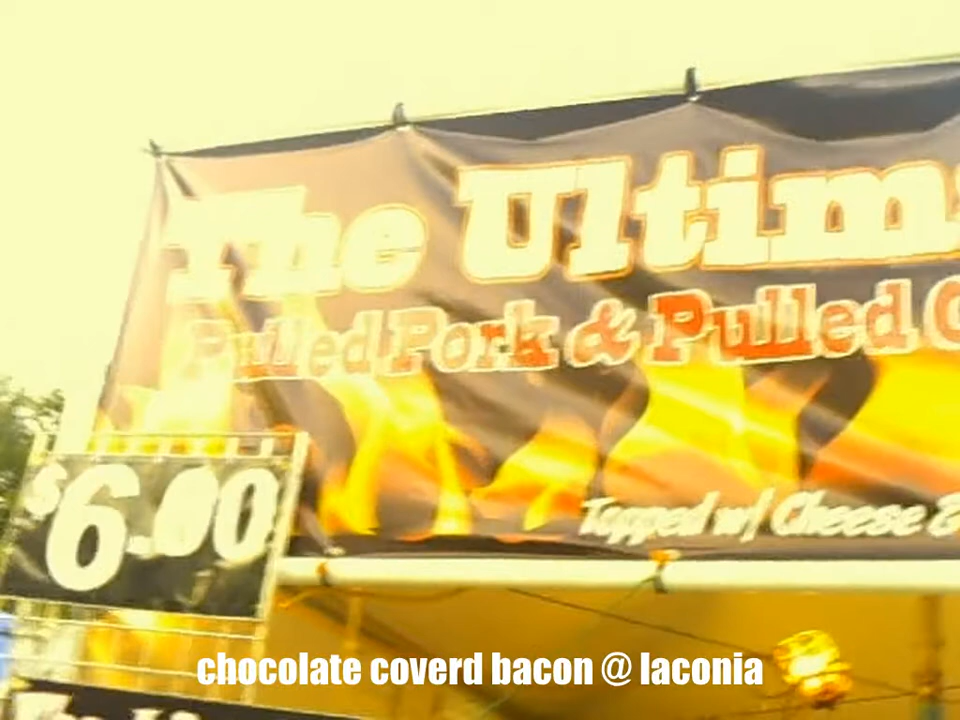 The Ultim
Pulled Pork & Pulled
Topped w/ Cheese &
$6.00
chocolate coverd bacon @ laconia